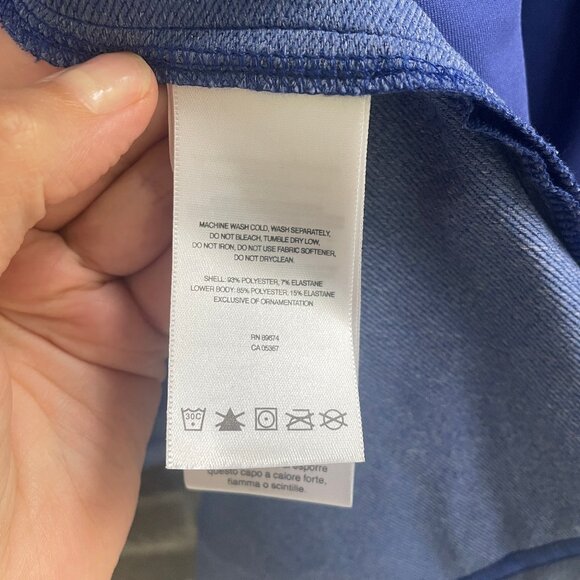 MACHINE WASH COLD, WASH SEPARATELY,
DO NOT BLEACH, TUMBLE DRY LOW,
DO NOT IRON, DO NOT USE FABRIC SOFTENER,
DO NOT DRYCLEAN.
SHELL: 93% POLYESTER, 7% ELASTANE
LOWER BODY: 85% POLYESTER, 15% ELASTANE
EXCLUSIVE OF ORNAMENTATION
RN 89674
CA 05367
30C
esporre
questo capo a calore forte,
fiamma o scintille.